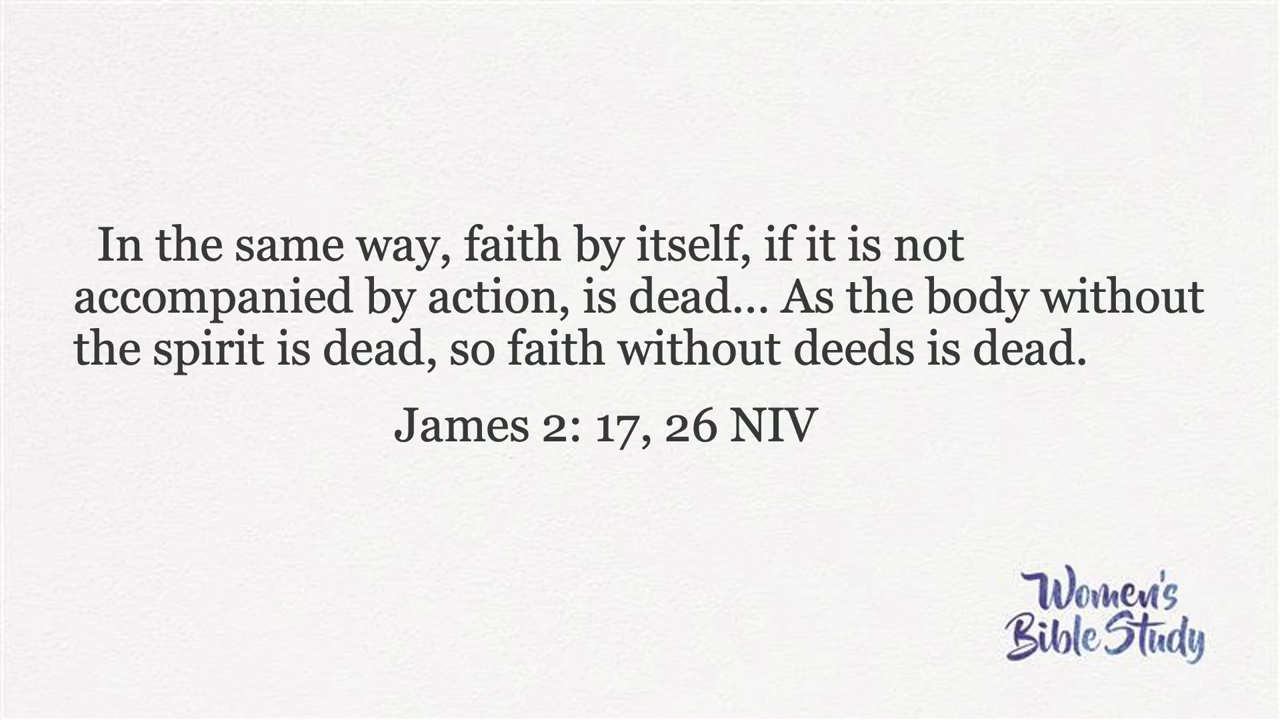 In the same way, faith by itself, if it is not
accompanied by action, is dead... As the body without
the spirit is dead, so faith without deeds is dead.
James 2: 17, 26 NIV
Women's
Bible Study